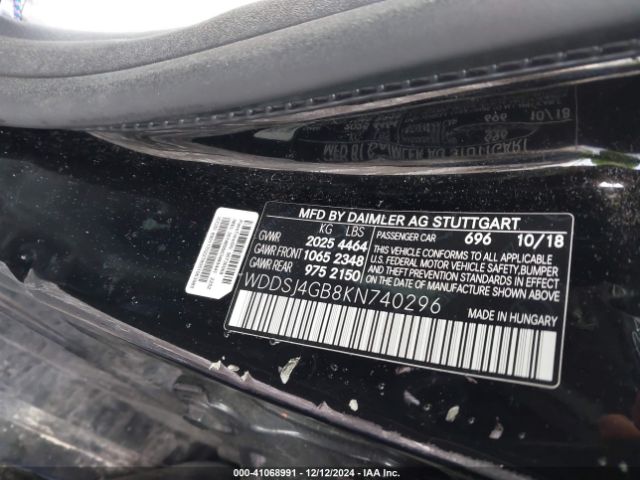 MFD BY DAIMLER AG STUTTGART
KG LBS
GVWR 2025 4464
GAWR FRONT 1065 2348
GAWR REAR 975 2150
PASSENGER CAR 696 10/18
THIS VEHICLE CONFORMS TO ALL APPLICABLE
U.S. FEDERAL MOTOR VEHICLE SAFETY, BUMPER
AND THEFT PREVENTION STANDARDS IN EFFECT
ON THE DATE OF MANUFACTURE SHOWN ABOVE.
WDDSJ4GB8KN740296
MADE IN HUNGARY
000-41068991 - 12/12/2024 - IAA Inc.